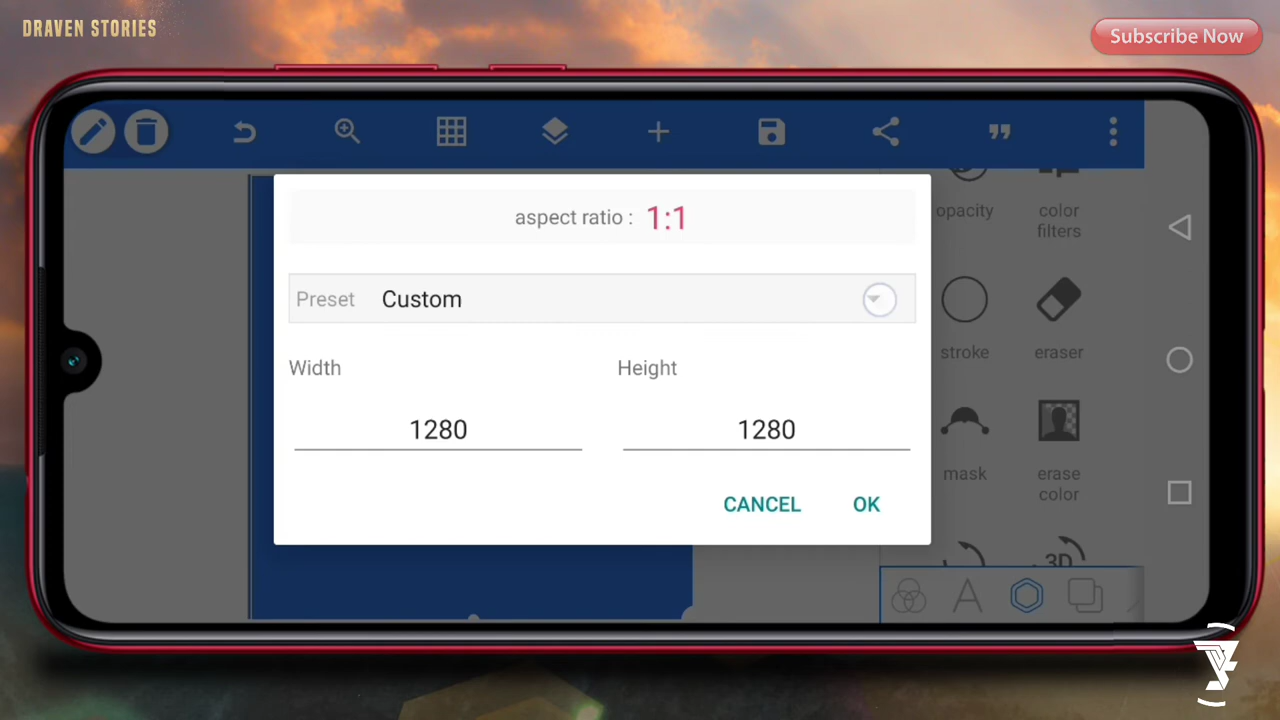 DRAVEN STORIES
Subscribe Now
aspect ratio : 1:1
Preset Custom
Width Height
1280 1280
CANCEL OK
opacity color filters
stroke eraser
mask erase color
3D